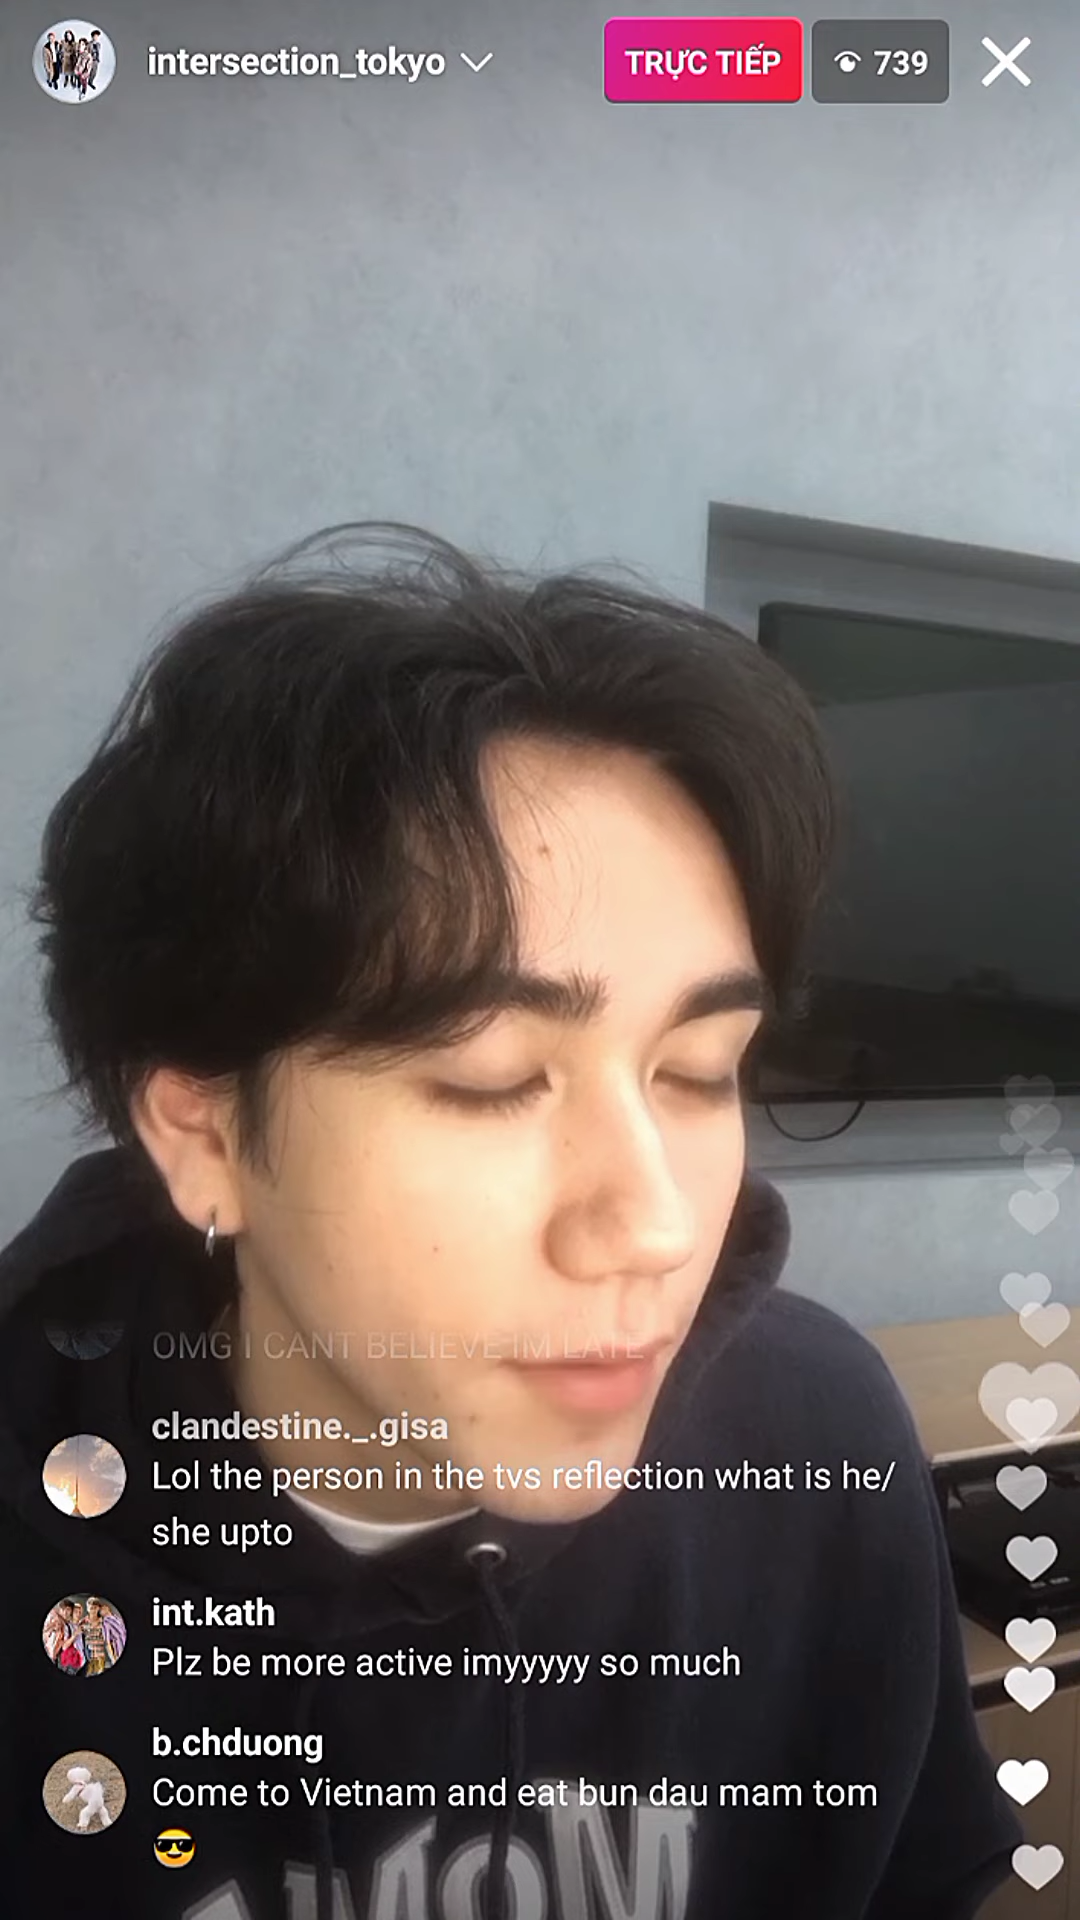 intersection_tokyo
TRỰC TIẾP
739
OMG I CANT BELIEVE IM LATE
clandestine._.gisa
Lol the person in the tvs reflection what is he/
she upto
int.kath
Plz be more active imyyyyy so much
b.chduong
Come to Vietnam and eat bun dau mam tom
😎